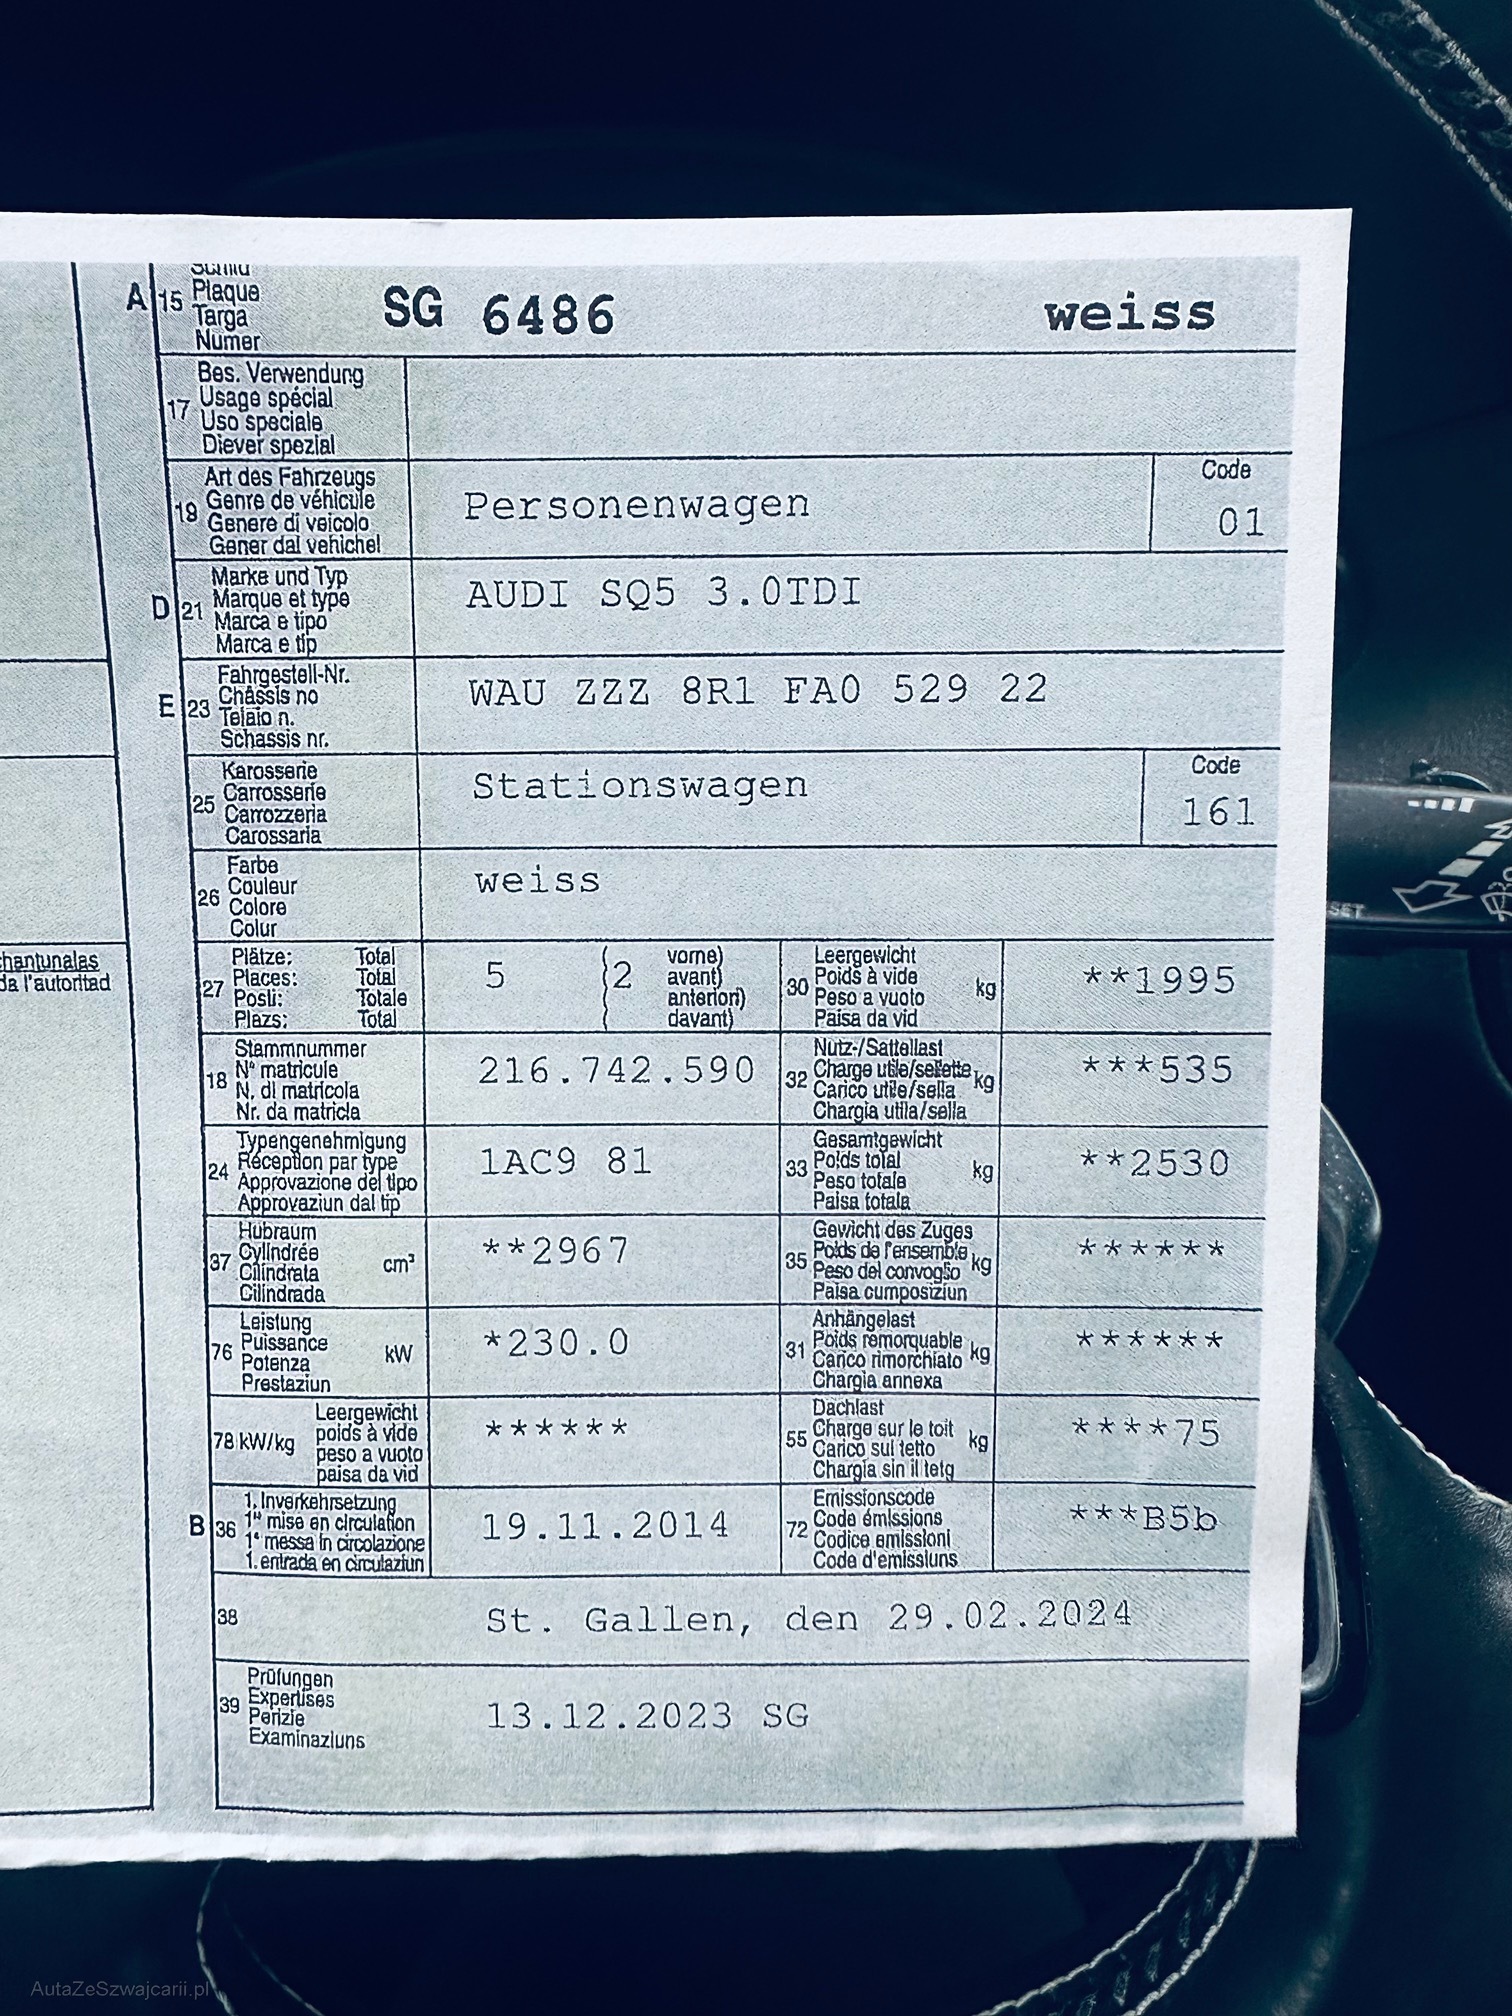 A 15 Schild
Plaque
Targa
Numer
SG 6486 weiss
17 Bes. Verwendung
Usage spécial
Uso speciale
Diever spezial
19 Art des Fahrzeugs
Genre de véhicule
Genere di veicolo
Gener dal vehichel
Personenwagen
Code
01
D 21 Marke und Typ
Marque et type
Marca e tipo
Marca e tip
AUDI SQ5 3.0TDI
E 23 Fahrgestell-Nr.
Châssis no
Telaio n.
Schassis nr.
WAU ZZZ 8R1 FA0 529 22
25 Karosserie
Carrosserie
Carrozzeria
Carossaria
Stationswagen
Code
161
26 Farbe
Couleur
Colore
Colur
weiss
27 Plätze: Total
Places: Total
Posti: Totale
Plazs: Total
5 2 vorne)
avant)
anteriori)
davant)
30 Leergewicht
Poids à vide
Peso a vuoto
Paisa da vid
kg
**1995
18 Stammnummer
N° matricule
N. di matricola
Nr. da matricla
216.742.590
32 Nutz-/Sattellast
Charge utile/sellette
Carico utile/sella
Chargia utila/sella
kg
***535
24 Typengenehmigung
Réception par type
Approvazione del tipo
Approvaziun dal tip
1AC9 81
33 Gesamtgewicht
Poids total
Peso totale
Paisa totala
kg
**2530
37 Hubraum
Cylindrée
Cilindrata
Cilindrada
cm³
**2967
35 Gewicht des Zuges
Poids de l'ensemble
Peso del convoglio
Paisa cumposiziun
kg
******
76 Leistung
Puissance
Potenza
Prestaziun
kW
*230.0
31 Anhängelast
Poids remorquable
Carico rimorchiato
Chargia annexa
kg
******
78 kW/kg
Leergewicht
poids à vide
peso a vuoto
paisa da vid
******
55 Dachlast
Charge sur le toit
Carico sul tetto
Chargia sin il tetg
kg
****75
B 36 1. Inverkehrsetzung
1re mise en circulation
1a messa in circolazione
1. entrada en circulaziun
19.11.2014
72 Emissionscode
Code émissions
Codice emissioni
Code d'emissiuns
***B5b
38 St. Gallen, den 29.02.2024
39 Prüfungen
Expertises
Perizie
Examinaziuns
13.12.2023 SG
chantunalas
da l'autoritad
SET
AutaZeSzwajcarii.pl